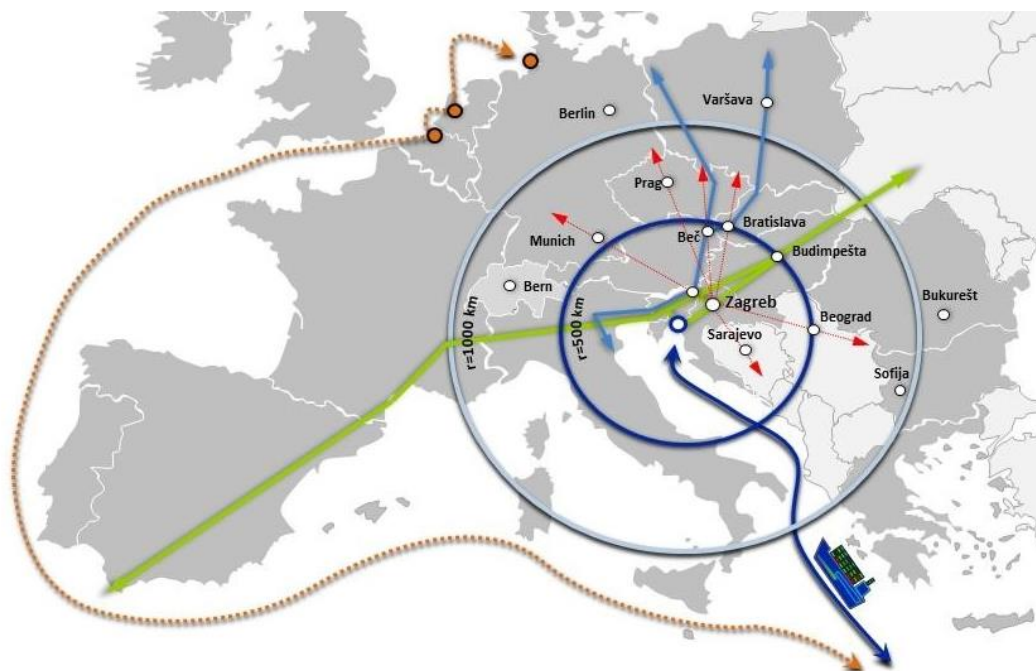 Varšava
Berlin
Prag
Bratislava
Munich
Beč
Budimpešta
Bern
Bukurešt
Zagreb
Beograd
r=1000 km
r=500 km
Sarajevo
Sofija